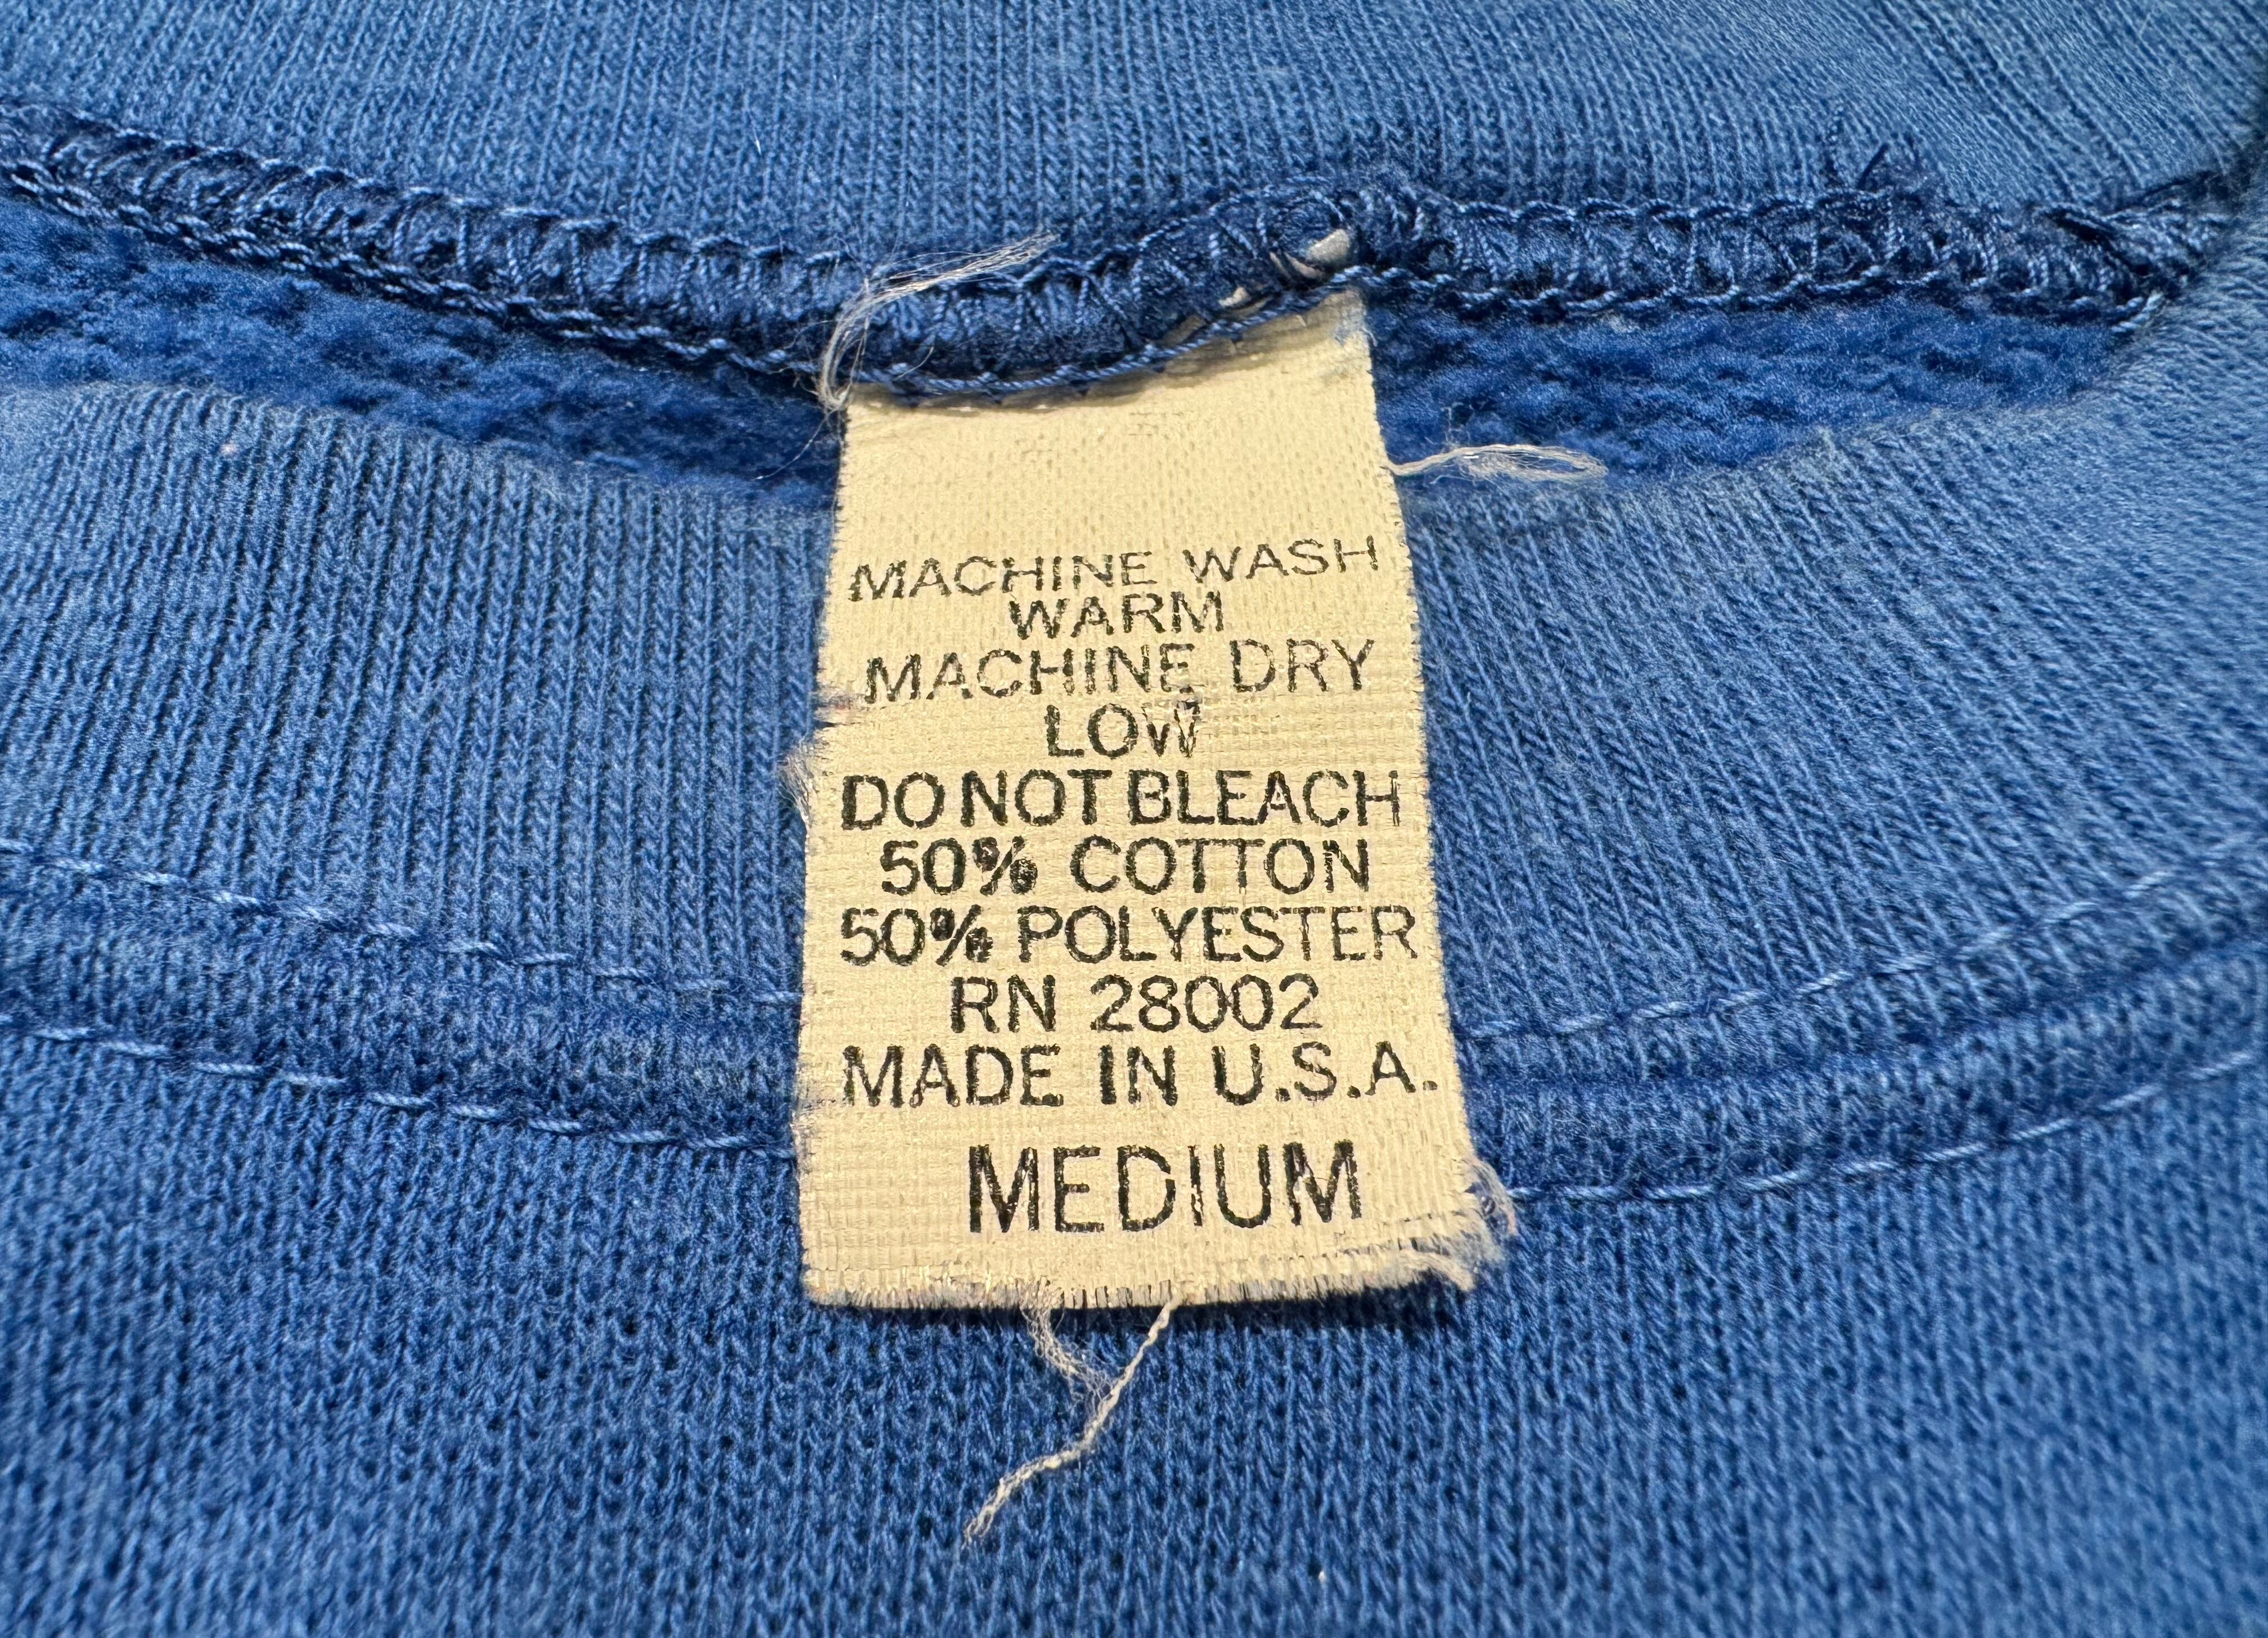 MACHINE WASH
WARM
MACHINE DRY
LOW
DO NOT BLEACH
50% COTTON
50% POLYESTER
RN 28002
MADE IN U.S.A.
MEDIUM